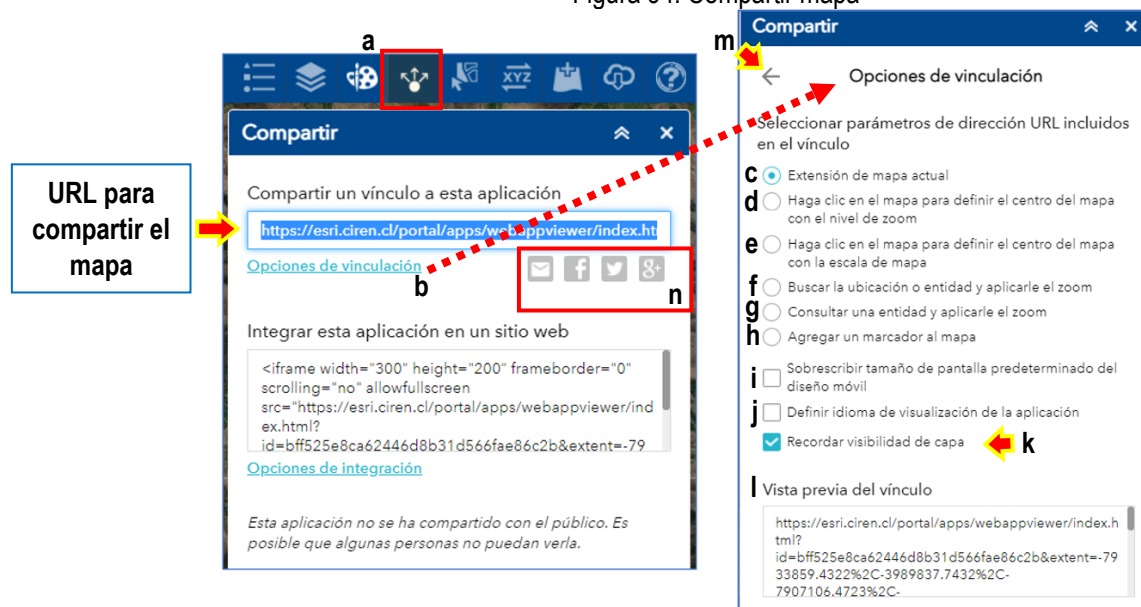 Figura 34. Compartir mapa
a
XYZ
Compartir
Compartir un vínculo a esta aplicación
https://esri.ciren.cl/portal/apps/webappviewer/index.ht
Opciones de vinculación
b
n
Integrar esta aplicación en un sitio web
<iframe width="300" height="200" frameborder="0"
scrolling="no" allowfullscreen
src="https://esri.ciren.cl/portal/apps/webappviewer/ind
ex.html?
id=bff525e8ca62446d8b31d566fae86c2b&extent=-79
Opciones de integración
Esta aplicación no se ha compartido con el público. Es
posible que algunas personas no puedan verla.
URL para
compartir el
mapa
m
Compartir
Opciones de vinculación
Seleccionar parámetros de dirección URL incluidos
en el vínculo
c Extensión de mapa actual
d Haga clic en el mapa para definir el centro del mapa
con el nivel de zoom
e Haga clic en el mapa para definir el centro del mapa
con la escala de mapa
f Buscar la ubicación o entidad y aplicarle el zoom
g Consultar una entidad y aplicarle el zoom
h Agregar un marcador al mapa
i Sobrescribir tamaño de pantalla predeterminado del
diseño móvil
j Definir idioma de visualización de la aplicación
Recordar visibilidad de capa k
l Vista previa del vínculo
https://esri.ciren.cl/portal/apps/webappviewer/index.h
tml?
id=bff525e8ca62446d8b31d566fae86c2b&extent=-79
33859.4322%2C-3989837.7432%2C-
7907106.4723%2C-